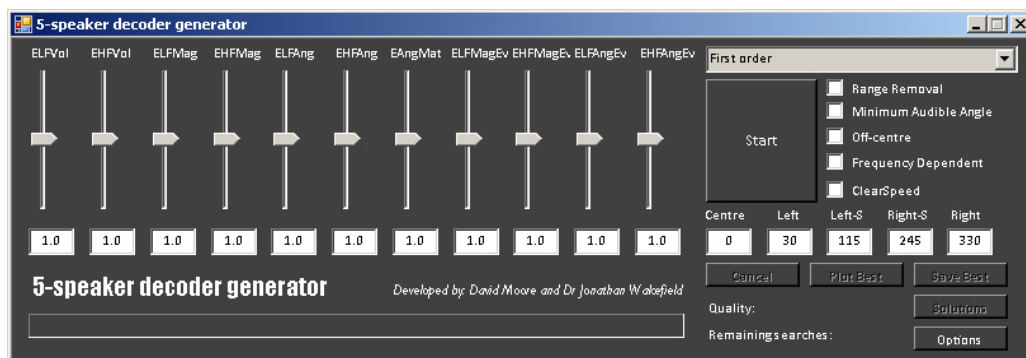 5-speaker decoder generator
ELFVol EHFVol ELFMag EHFMag ELFAng EHFAng EAngMat ELFMagEv EHFMagEv ELFAngEv EHFAngEv
First order
Start
Range Removal
Minimum Audible Angle
Off-centre
Frequency Dependent
ClearSpeed
Centre Left Left-S Right-S Right
1.0 1.0 1.0 1.0 1.0 1.0 1.0 1.0 1.0 1.0 1.0
0 30 115 245 330
Cancel Plot Best Save Best
5-speaker decoder generator
Developed by: David Moore and Dr Jonathan Wakefield
Quality:
Solutions
Remaining searches:
Options